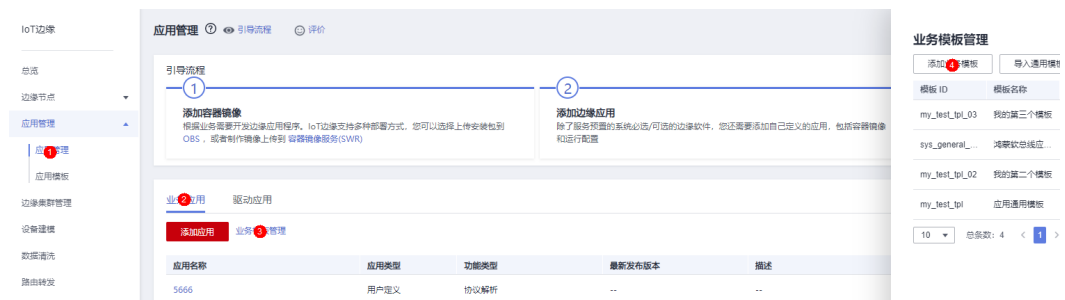 IoT边缘
总览
边缘节点
应用管理
应 1 理
应用模板
边缘集群管理
设备建模
数据清洗
路由转发
应用管理 ? 引导流程 评价
引导流程
1
添加容器镜像
根据业务需要开发边缘应用程序。IoT边缘支持多种部署方式，您可以选择上传安装包到
OBS ，或者制作镜像上传到 容器镜像服务(SWR)
2
添加边缘应用
除了服务预置的系统必选/可选的边缘软件，您还需要添加自己定义的应用，包括容器镜像
和运行配置
业 2 应用 驱动应用
添加应用 业务 3 管理
应用名称 应用类型 功能类型 最新发布版本 描述
5666 用户定义 协议解析 -- --
业务模板管理
添加 4 模板 导入通用模
模板 ID 模板名称
my_test_tpl_03 我的第三个模板
sys_general_... 鸿蒙软总线应...
my_test_tpl_02 我的第二个模板
my_test_tpl 应用通用模板
10 总条数：4 < 1 >